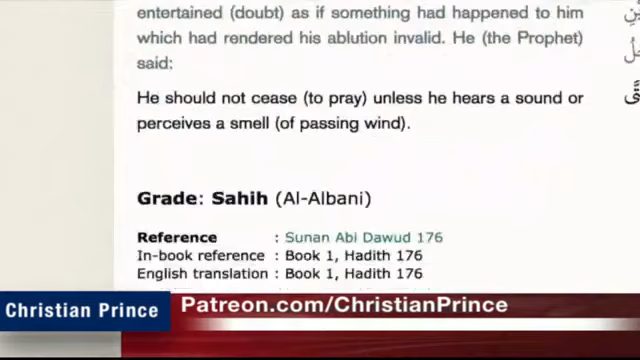 entertained (doubt) as if something had happened to him
which had rendered his ablution invalid. He (the Prophet)
said:
He should not cease (to pray) unless he hears a sound or
perceives a smell (of passing wind).
Grade: Sahih (Al-Albani)
Reference : Sunan Abi Dawud 176
In-book reference : Book 1, Hadith 176
English translation : Book 1, Hadith 176
Christian Prince
Patreon.com/ChristianPrince